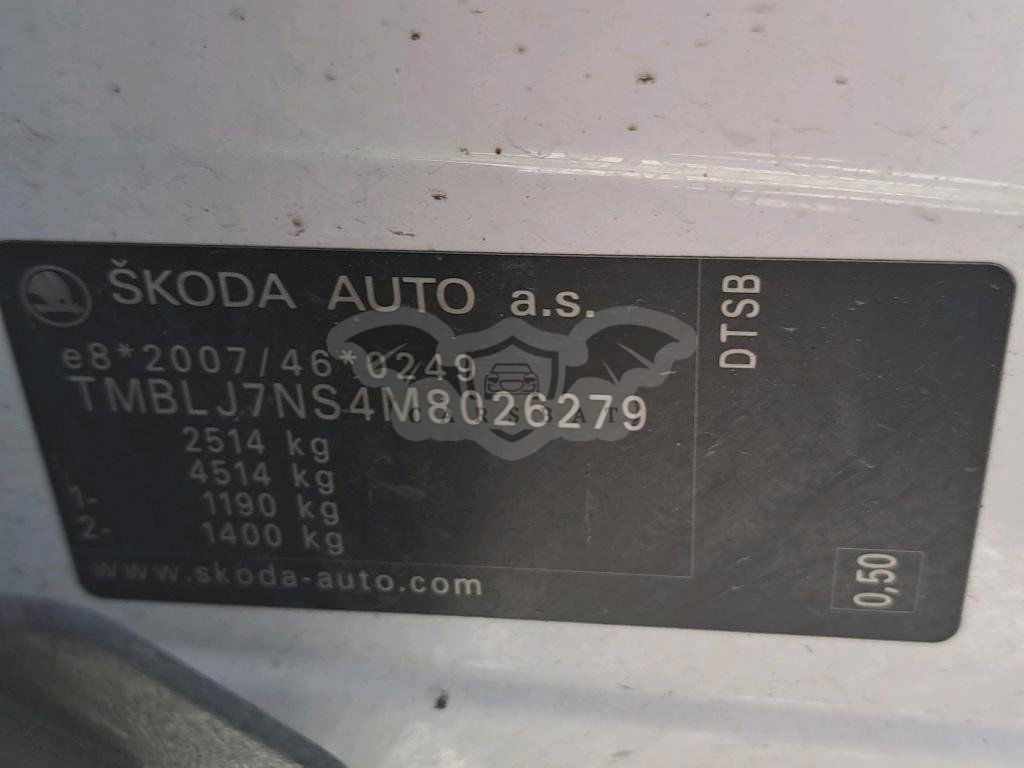 ŠKODA AUTO a.s.
e8*2007/46*0249
TMBLJ7NS4M8026279
2514 kg
4514 kg
1- 1190 kg
2- 1400 kg
www.skoda-auto.com
DTSB
0,50
CARSBAT